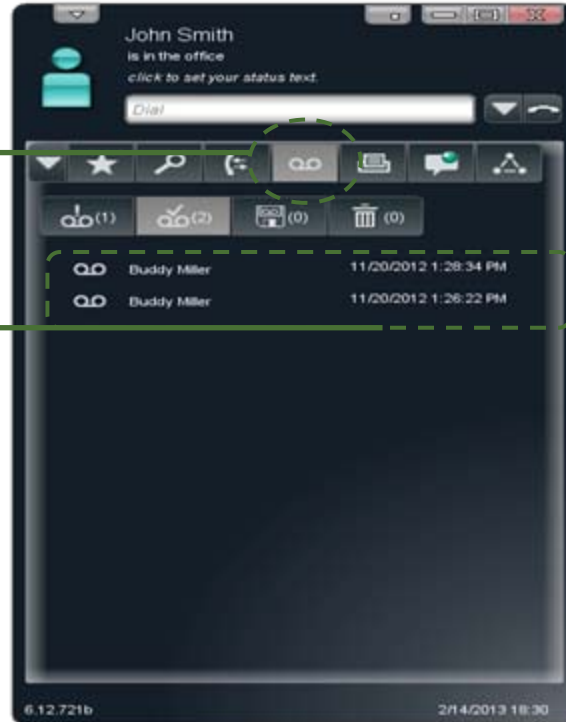 John Smith
is in the office
click to set your status text.
Dial
(1) (2) (0) (0)
Buddy Miller 11/20/2012 1:28:34 PM
Buddy Miller 11/20/2012 1:26:22 PM
6.12.721b 2/14/2013 18:30